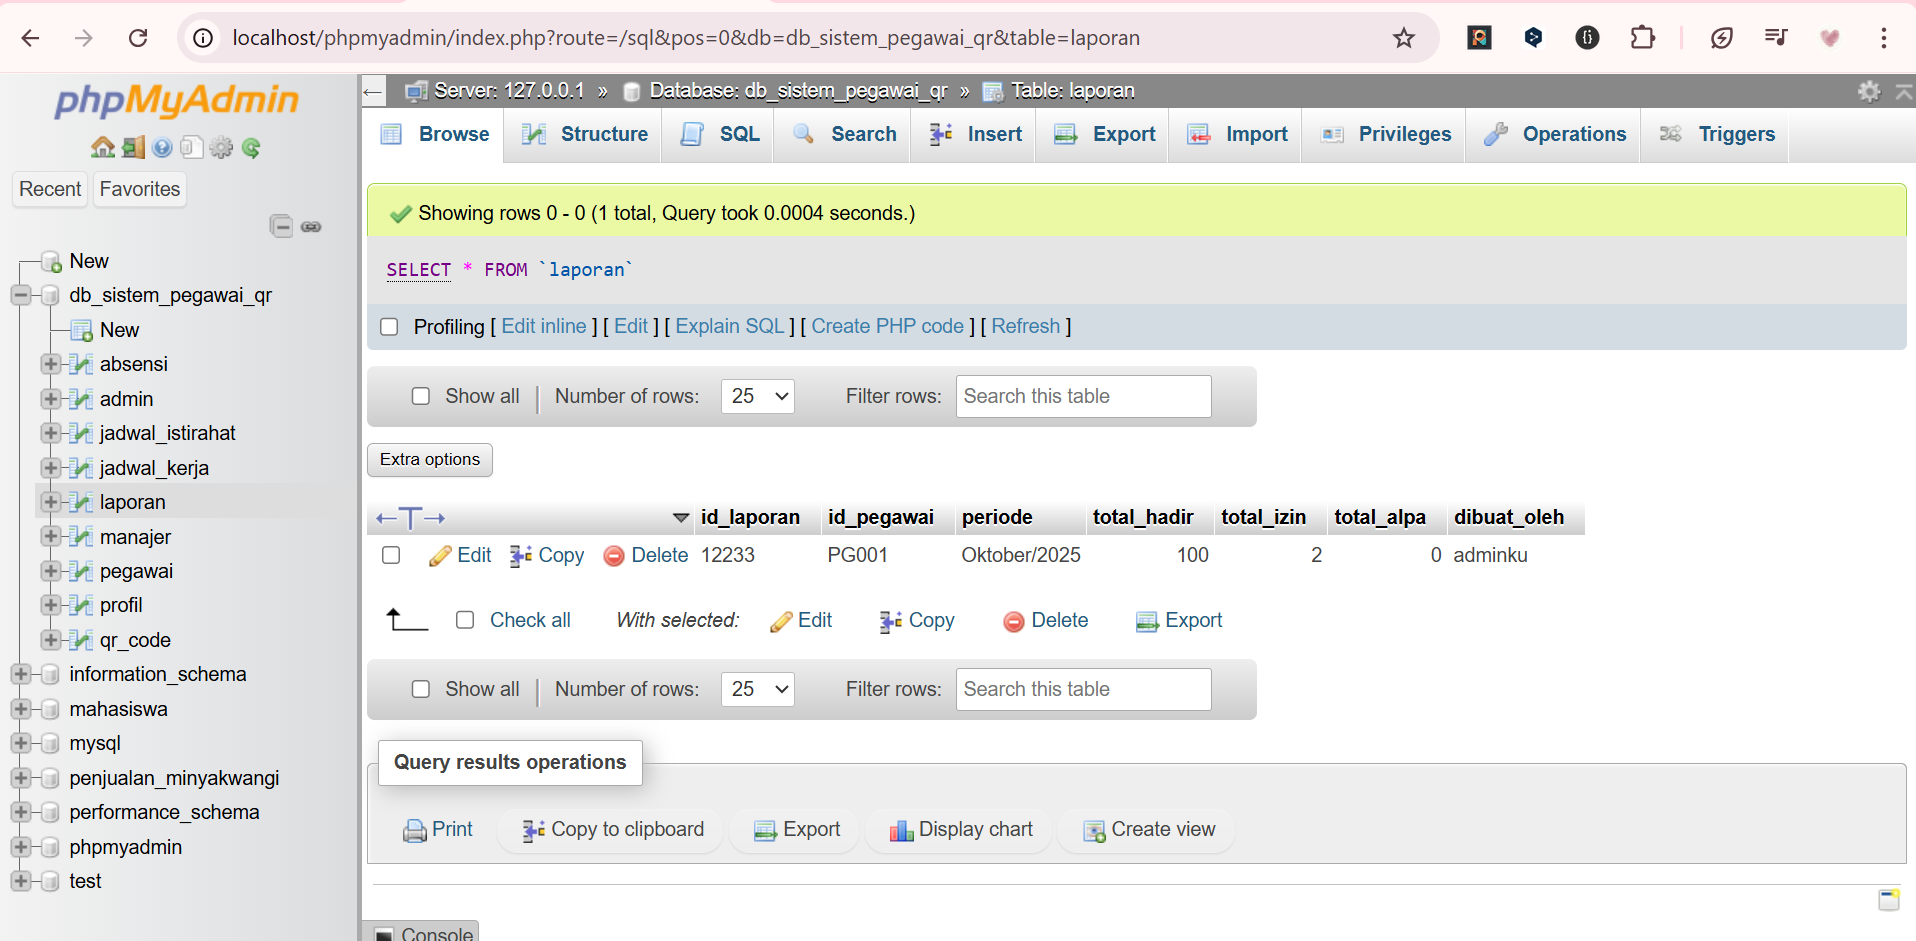 localhost/phpmyadmin/index.php?route=/sql&pos=0&db=db_sistem_pegawai_qr&table=laporan
phpMyAdmin
Recent Favorites
New
db_sistem_pegawai_qr
New
absensi
admin
jadwal_istirahat
jadwal_kerja
laporan
manajer
pegawai
profil
qr_code
information_schema
mahasiswa
mysql
penjualan_minyakwangi
performance_schema
phpmyadmin
test
Server: 127.0.0.1 » Database: db_sistem_pegawai_qr » Table: laporan
Browse Structure SQL Search Insert Export Import Privileges Operations Triggers
Showing rows 0 - 0 (1 total, Query took 0.0004 seconds.)
SELECT * FROM `laporan`
Profiling [ Edit inline ] [ Edit ] [ Explain SQL ] [ Create PHP code ] [ Refresh ]
Show all | Number of rows: 25 Filter rows: Search this table
Extra options
id_laporan id_pegawai periode total_hadir total_izin total_alpa dibuat_oleh
Edit Copy Delete 12233 PG001 Oktober/2025 100 2 0 adminku
Check all With selected: Edit Copy Delete Export
Show all | Number of rows: 25 Filter rows: Search this table
Query results operations
Print Copy to clipboard Export Display chart Create view
Console